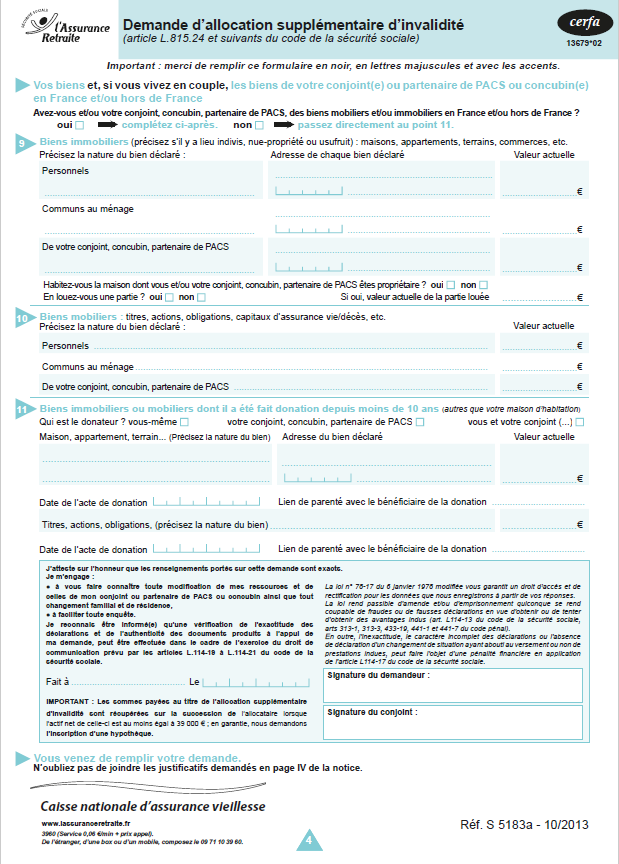 SÉCURITÉ SOCIALE
l'Assurance
Retraite
Demande d'allocation supplémentaire d'invalidité
(article L.815.24 et suivants du code de la sécurité sociale)
cerfa
13679*02
Important : merci de remplir ce formulaire en noir, en lettres majuscules et avec les accents.
Vos biens et, si vous vivez en couple, les biens de votre conjoint(e) ou partenaire de PACS ou concubin(e)
en France et/ou hors de France
Avez-vous et/ou votre conjoint, concubin, partenaire de PACS, des biens mobiliers et/ou immobiliers en France et/ou hors de France ?
oui complétez ci-après. non passez directement au point 11.
9 Biens immobiliers (précisez s'il y a lieu indivis, nue-propriété ou usufruit) : maisons, appartements, terrains, commerces, etc.
Précisez la nature du bien déclaré : Adresse de chaque bien déclaré Valeur actuelle
Personnels
€
Communs au ménage
€
De votre conjoint, concubin, partenaire de PACS
€
Habitez-vous la maison dont vous et/ou votre conjoint, concubin, partenaire de PACS êtes propriétaire ? oui non
En louez-vous une partie ? oui non Si oui, valeur actuelle de la partie louée €
10 Biens mobiliers : titres, actions, obligations, capitaux d'assurance vie/décès, etc.
Précisez la nature du bien déclaré : Valeur actuelle
Personnels €
Communs au ménage €
De votre conjoint, concubin, partenaire de PACS €
11 Biens immobiliers ou mobiliers dont il a été fait donation depuis moins de 10 ans (autres que votre maison d'habitation)
Qui est le donateur ? vous-même votre conjoint, concubin, partenaire de PACS vous et votre conjoint (...)
Maison, appartement, terrain... (Précisez la nature du bien) Adresse du bien déclaré Valeur actuelle
€
Date de l'acte de donation Lien de parenté avec le bénéficiaire de la donation
Titres, actions, obligations, (précisez la nature du bien) €
Date de l'acte de donation Lien de parenté avec le bénéficiaire de la donation
J'atteste sur l'honneur que les renseignements portés sur cette demande sont exacts.
Je m'engage :
• à vous faire connaître toute modification de mes ressources et de
celles de mon conjoint ou partenaire de PACS ou concubin ainsi que tout
changement familial et de résidence,
• à faciliter toute enquête.
Je reconnais être informé(e) qu'une vérification de l'exactitude des
déclarations et de l'authenticité des documents produits à l'appui de
ma demande, peut être effectuée dans le cadre de l'exercice du droit de
communication prévu par les articles L.114-19 à L.114-21 du code de la
sécurité sociale.
Fait à Le
IMPORTANT : Les sommes payées au titre de l'allocation supplémentaire
d'invalidité sont récupérées sur la succession de l'allocataire lorsque
l'actif net de celle-ci est au moins égal à 39 000 € ; en garantie, nous demandons
l'inscription d'une hypothèque.
La loi n° 76-17 du 6 janvier 1976 modifiée vous garantit un droit d'accès et de
rectification pour les données que nous enregistrons à partir de vos réponses.
La loi rend passible d'amende et/ou d'emprisonnement quiconque se rend
coupable de fraudes ou de fausses déclarations en vue d'obtenir ou de tenter
d'obtenir des avantages indus (art. L114-13 du code de la sécurité sociale,
arts 313-1, 313-3, 433-19, 441-1 et 441-7 du code pénal).
En outre, l'inexactitude, le caractère incomplet des déclarations ou l'absence
de déclaration d'un changement de situation ayant abouti au versement ou non de
prestations indues, peut faire l'objet d'une pénalité financière en application
de l'article L114-17 du code de la sécurité sociale.
Signature du demandeur :
Signature du conjoint :
Vous venez de remplir votre demande.
N'oubliez pas de joindre les justificatifs demandés en page IV de la notice.
Caisse nationale d'assurance vieillesse
www.lassuranceretraite.fr
3960 (Service 0,06 €/min + prix appel).
De l'étranger, d'une box ou d'un mobile, composez le 09 71 10 39 60.
4
Réf. S 5183a - 10/2013